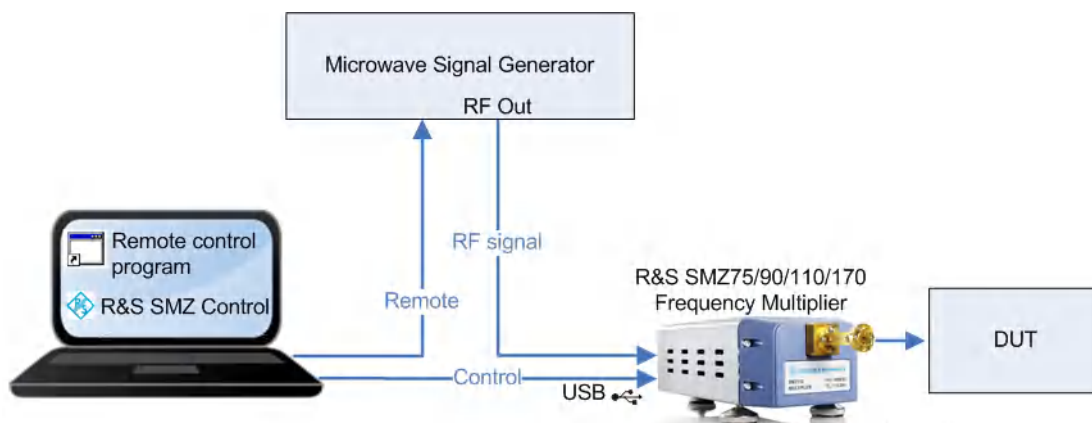 Microwave Signal Generator
RF Out
Remote control
program
R&S SMZ Control
RF signal
Remote
Control
USB
R&S SMZ75/90/110/170
Frequency Multiplier
DUT